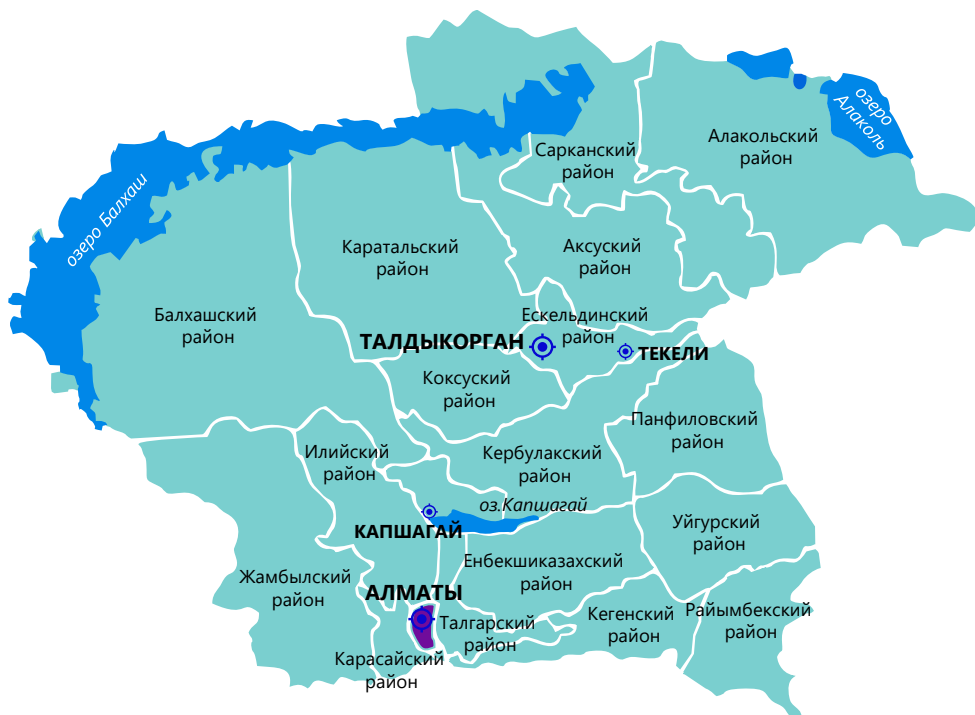 озеро
Алаколь
Алакольский
район
Сарканский
район
озеро Балхаш
Каратальский
район
Аксуский
район
Балхашский
район
Ескельдинский
район
ТАЛДЫКОРГАН
ТЕКЕЛИ
Коксуский
район
Панфиловский
район
Илийский
район
Кербулакский
район
оз.Капшагай
КАПШАГАЙ
Уйгурский
район
Енбекшиказахский
район
Жамбылский
район
АЛМАТЫ
Талгарский
район
Кегенский
район
Райымбекский
район
Карасайский
район